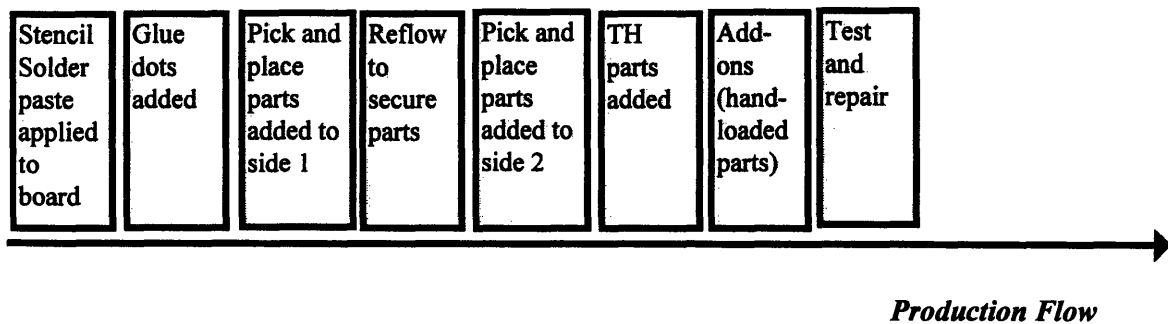 Stencil
Solder
paste
applied
to
board
Glue
dots
added
Pick and
place
parts
added to
side 1
Reflow
to
secure
parts
Pick and
place
parts
added to
side 2
TH
parts
added
Add-
ons
(hand-
loaded
parts)
Test
and
repair
Production Flow